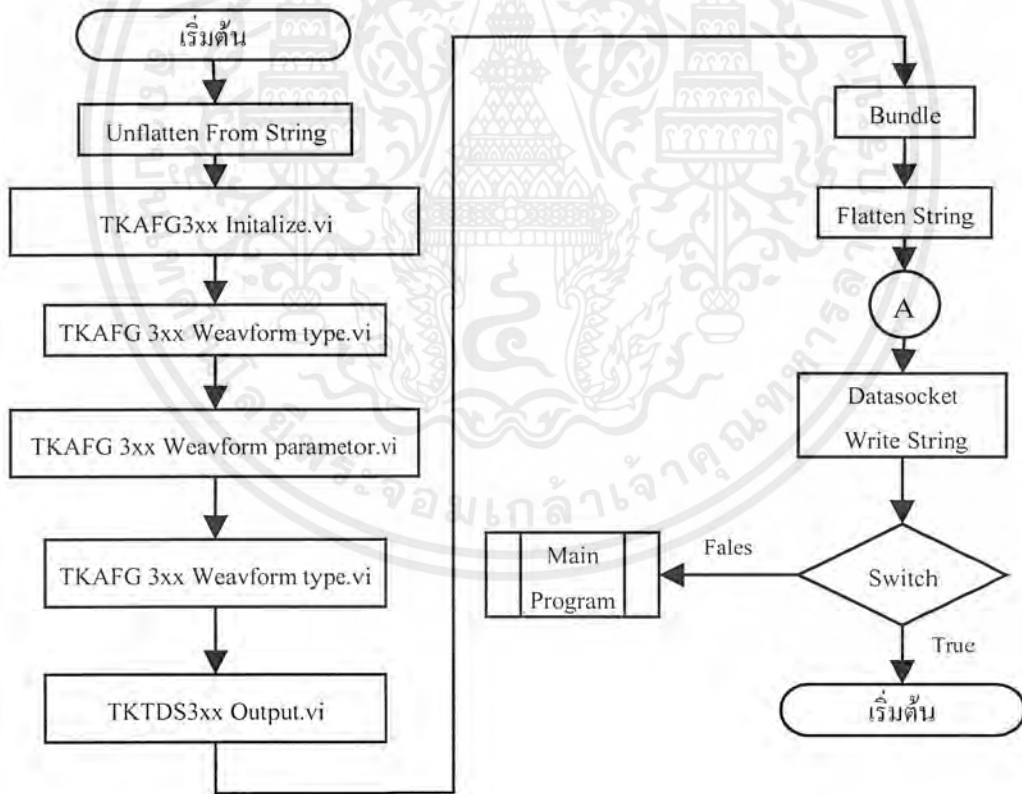 เริ่มต้น
Unflatten From String
TKAFG3xx Initalize.vi
TKAFG 3xx Weavform type.vi
TKAFG 3xx Weavform parametor.vi
TKAFG 3xx Weavform type.vi
TKTDS3xx Output.vi
Bundle
Flatten String
A
Datasocket
Write String
Switch
Fales
Main
Program
True
เริ่มต้น